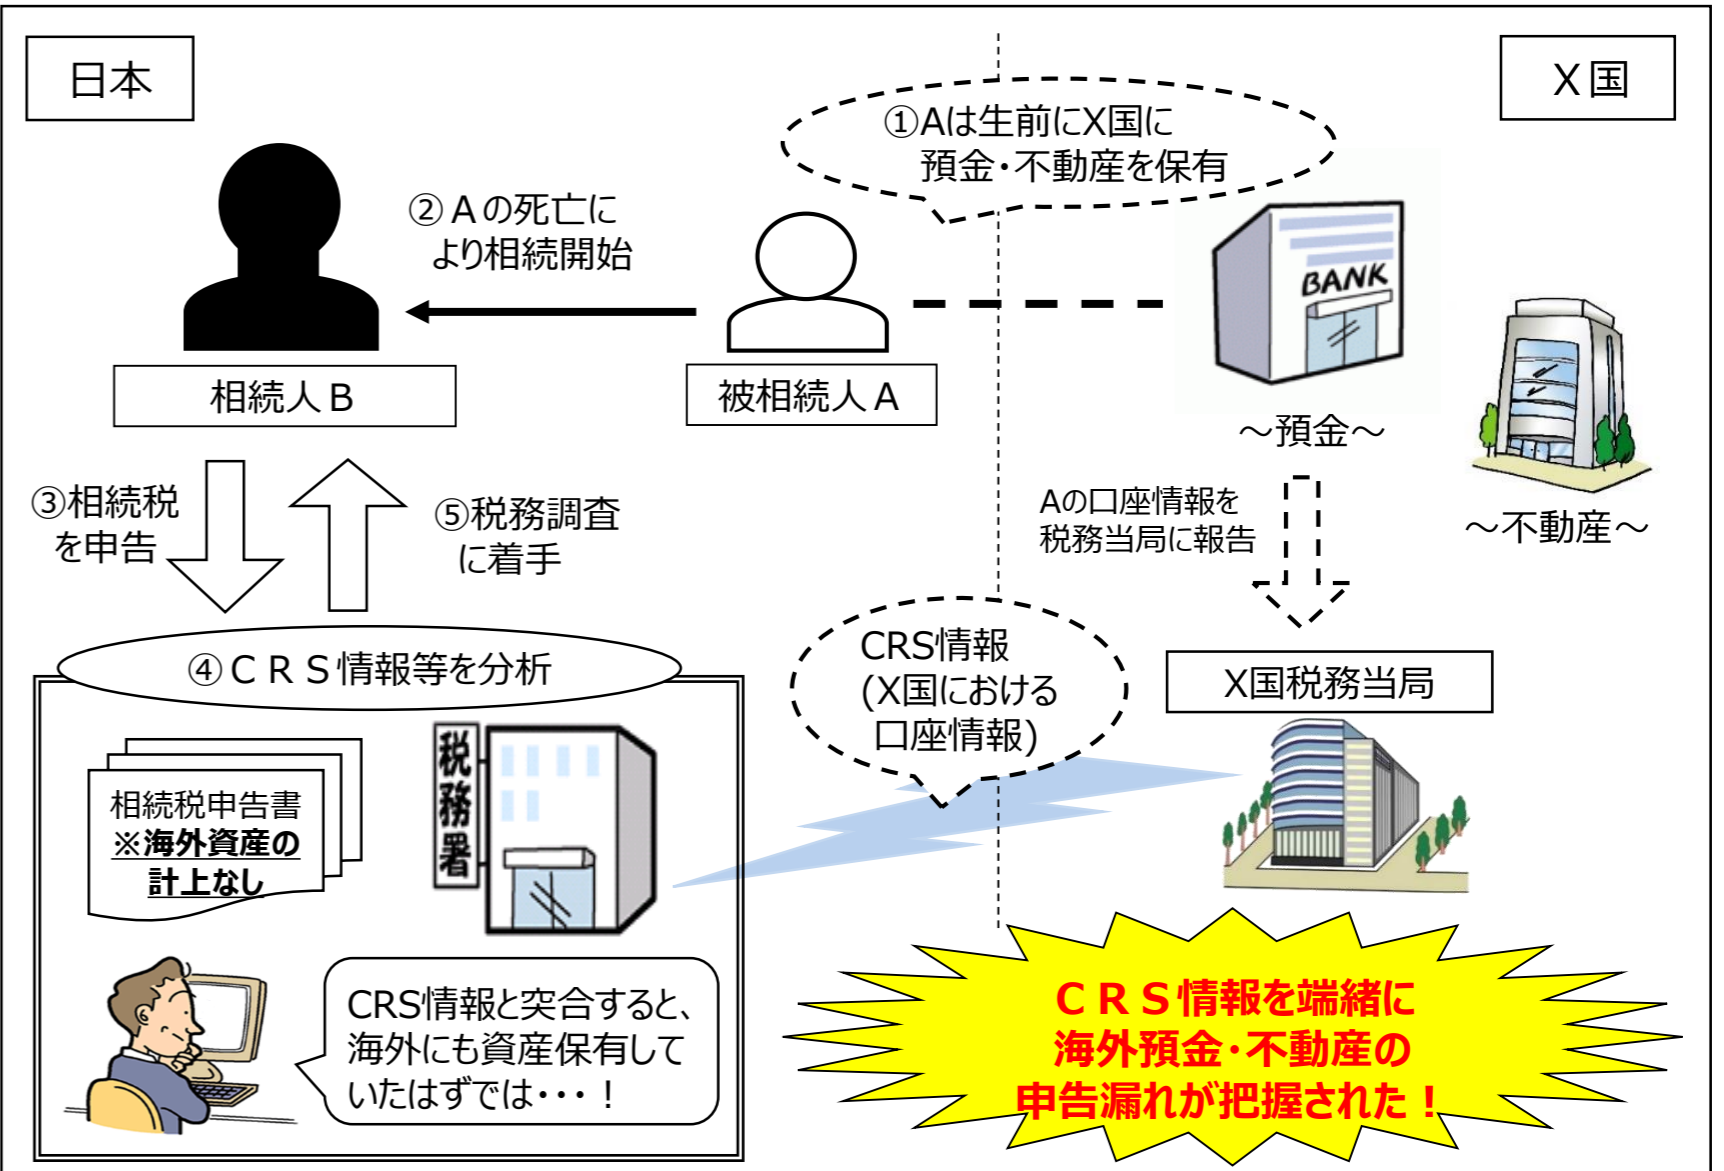 日本
X国
①Aは生前にX国に
預金・不動産を保有
②Aの死亡に
より相続開始
BANK
相続人B
被相続人A
～預金～
～不動産～
③相続税
を申告
⑤税務調査
に着手
Aの口座情報を
税務当局に報告
④CRS情報等を分析
CRS情報
(X国における
口座情報)
X国税務当局
相続税申告書
※海外資産の
計上なし
税務署
CRS情報と突合すると、
海外にも資産保有して
いたはずでは・・・！
CRS情報を端緒に
海外預金・不動産の
申告漏れが把握された！